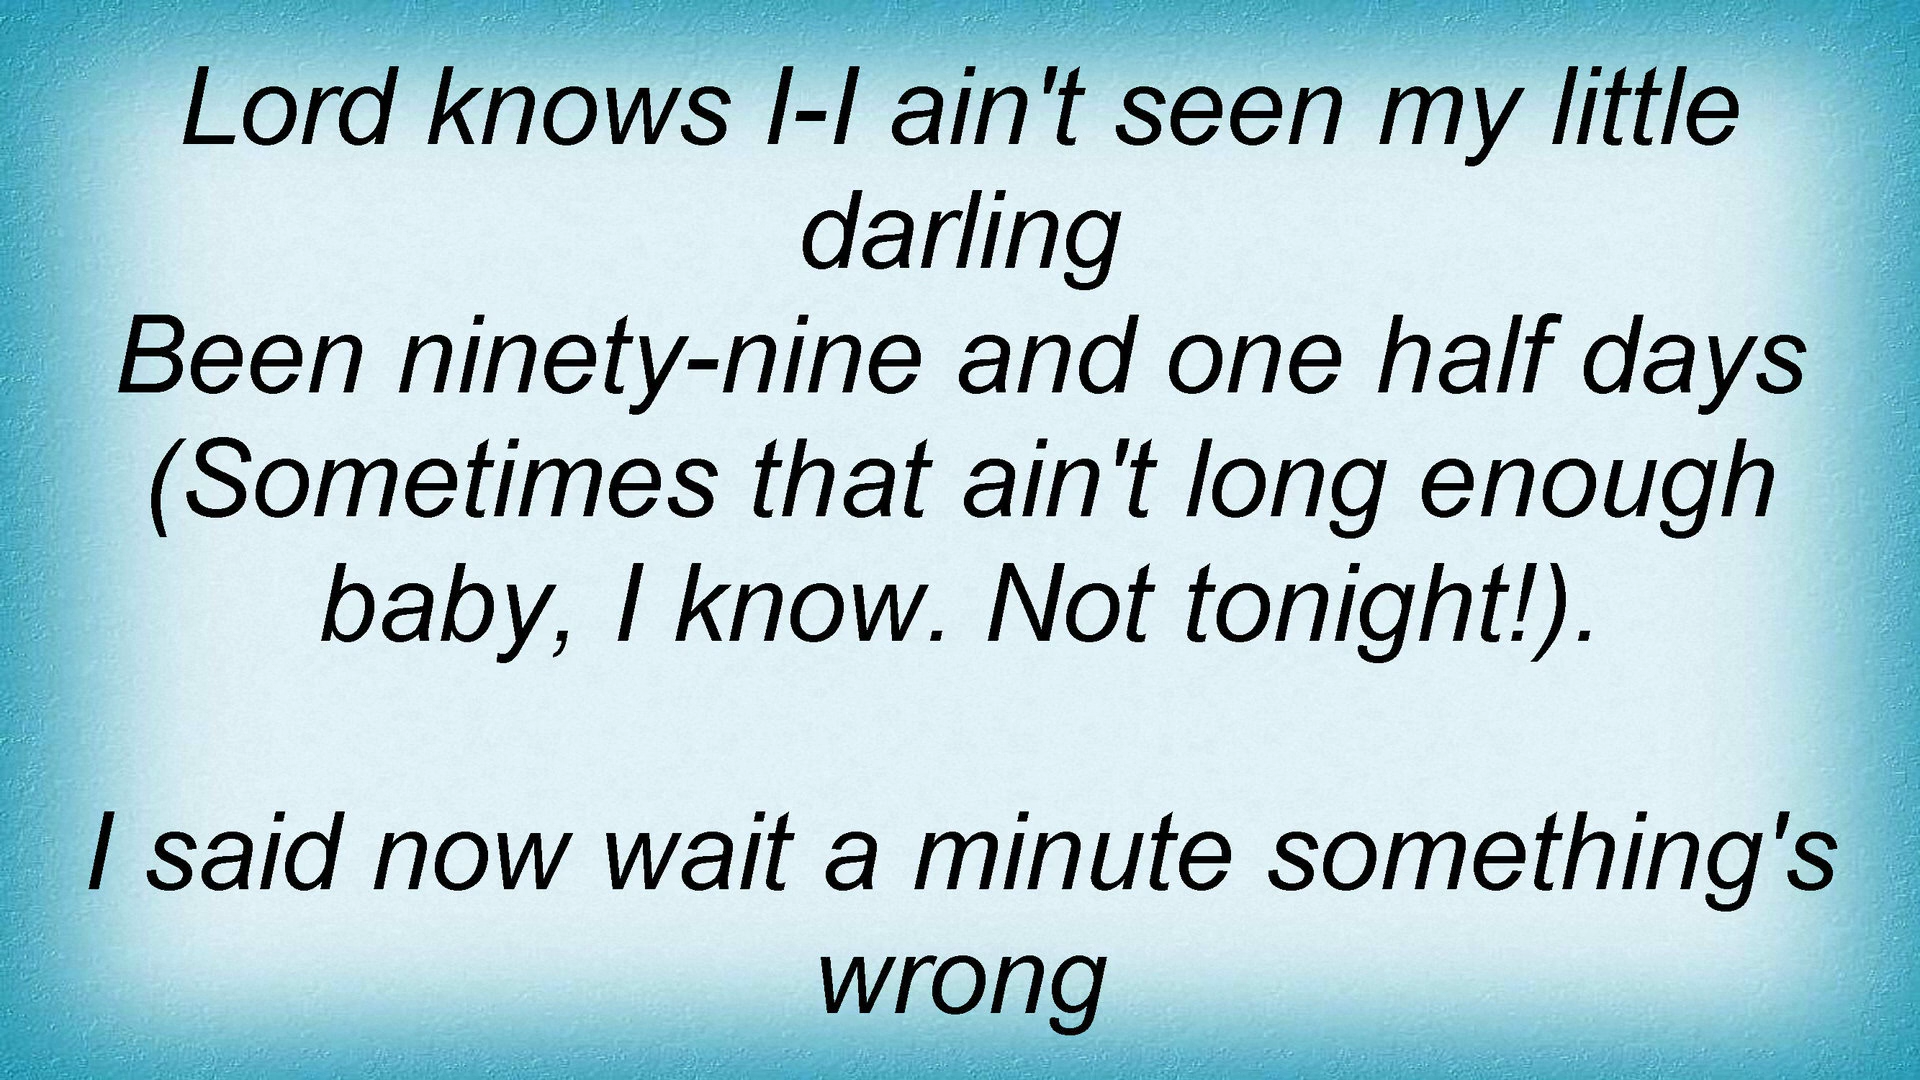 Lord knows I-I ain't seen my little
darling
Been ninety-nine and one half days
(Sometimes that ain't long enough
baby, I know. Not tonight!).
I said now wait a minute something's
wrong